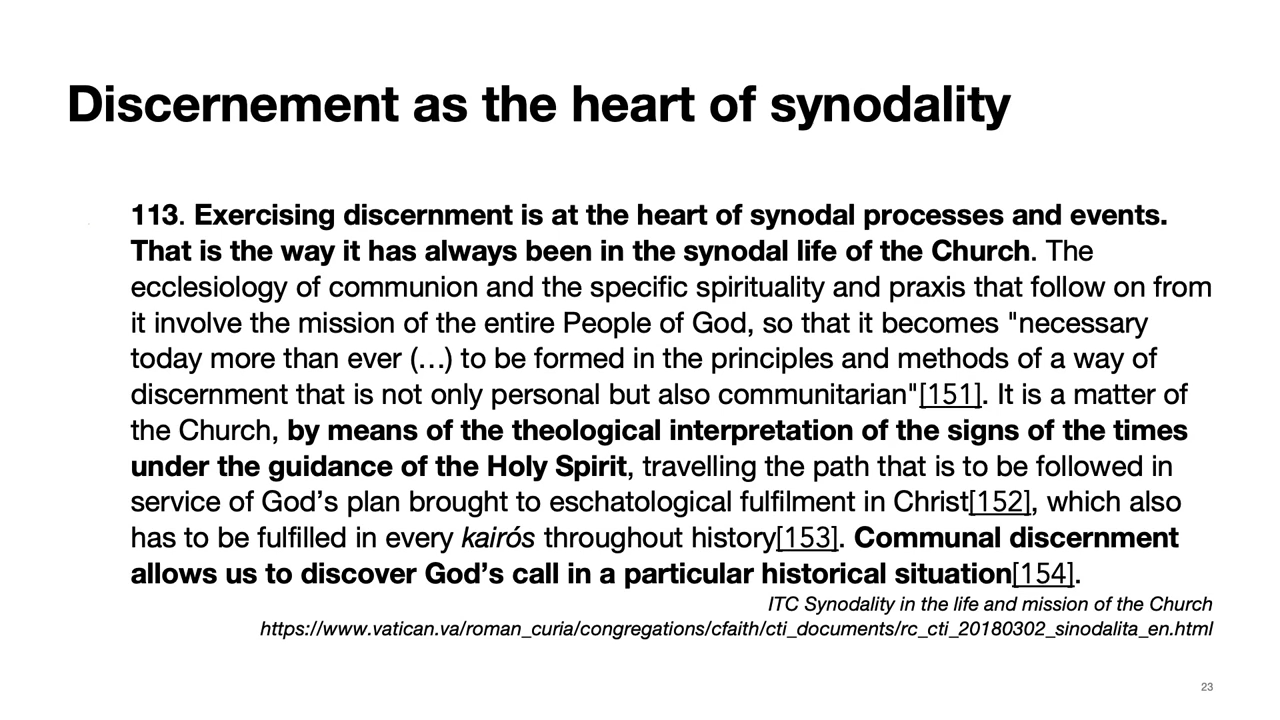 Discernement as the heart of synodality
113. Exercising discernment is at the heart of synodal processes and events.
That is the way it has always been in the synodal life of the Church. The
ecclesiology of communion and the specific spirituality and praxis that follow on from
it involve the mission of the entire People of God, so that it becomes "necessary
today more than ever (…) to be formed in the principles and methods of a way of
discernment that is not only personal but also communitarian"[151]. It is a matter of
the Church, by means of the theological interpretation of the signs of the times
under the guidance of the Holy Spirit, travelling the path that is to be followed in
service of God’s plan brought to eschatological fulfilment in Christ[152], which also
has to be fulfilled in every kairós throughout history[153]. Communal discernment
allows us to discover God’s call in a particular historical situation[154].
ITC Synodality in the life and mission of the Church
https://www.vatican.va/roman_curia/congregations/cfaith/cti_documents/rc_cti_20180302_sinodalita_en.html
23